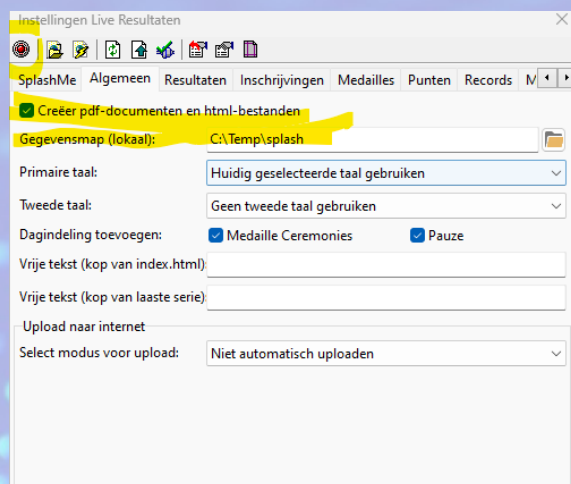 Instellingen Live Resultaten
SplashMe Algemeen Resultaten Inschrijvingen Medailles Punten Records M
Creëer pdf-documenten en html-bestanden
Gegevensmap (lokaal): C:\Temp\splash
Primaire taal: Huidig geselecteerde taal gebruiken
Tweede taal: Geen tweede taal gebruiken
Dagindeling toevoegen: Medaille Ceremonies Pauze
Vrije tekst (kop van index.html):
Vrije tekst (kop van laaste serie):
Upload naar internet
Select modus voor upload: Niet automatisch uploaden